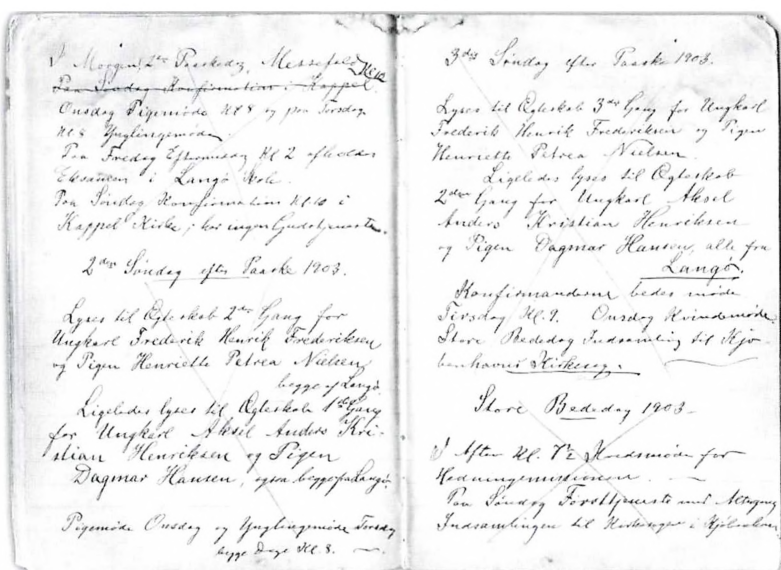 I Morgen, 2den Paaskedag, Messefald Kl 10
Paa Søndag Konfirmation i Kappel
Onsdag Pigemøde Kl 8 og paa Torsdag
Kl 8 Ynglingemøde.
Paa Fredag Eftermiddag Kl 2 afholdes
Eksamen i Langø Skole.
Paa Søndag Konfirmation Kl 10 i
Kappel Kirke; her ingen Gudstjeneste.
2den Søndag efter Paaske 1903.
Lyses til Ægteskab 2den Gang for
Ungkarl Frederik Henrik Frederiksen
og Pigen Henriette Petrea Nielsen,
begge af Langø.
Ligeledes lyses til Ægteskab 1ste Gang
for Ungkarl Aksel Anders Kri-
stian Henriksen og Pigen
Dagmar Hansen, ogsaa begge fra Langø.
Pigemøde Onsdag og Ynglingemøde Torsdag
begge Dage Kl. 8.
3die Søndag efter Paaske 1903.
Lyses til Ægteskab 3die Gang for Ungkarl
Frederik Henrik Frederiksen og Pigen
Henriette Petrea Nielsen.
Ligeledes lyses til Ægteskab
2den Gang for Ungkarl Aksel
Anders Kristian Henriksen
og Pigen Dagmar Hansen, alle fra
Langø.
Konfirmanderne bedes møde
Tirsdag Kl. 9. Onsdag Kvindemøde
Store Bededag Indsamling til Kjø-
benhavns Kirkesag.
Store Bededag 1903
I Aften Kl. 7½ for
Hedningemissionen.
Paa Søndag med Altergang
Indsamlingen til Kirkesagen i Kjøbenhavn